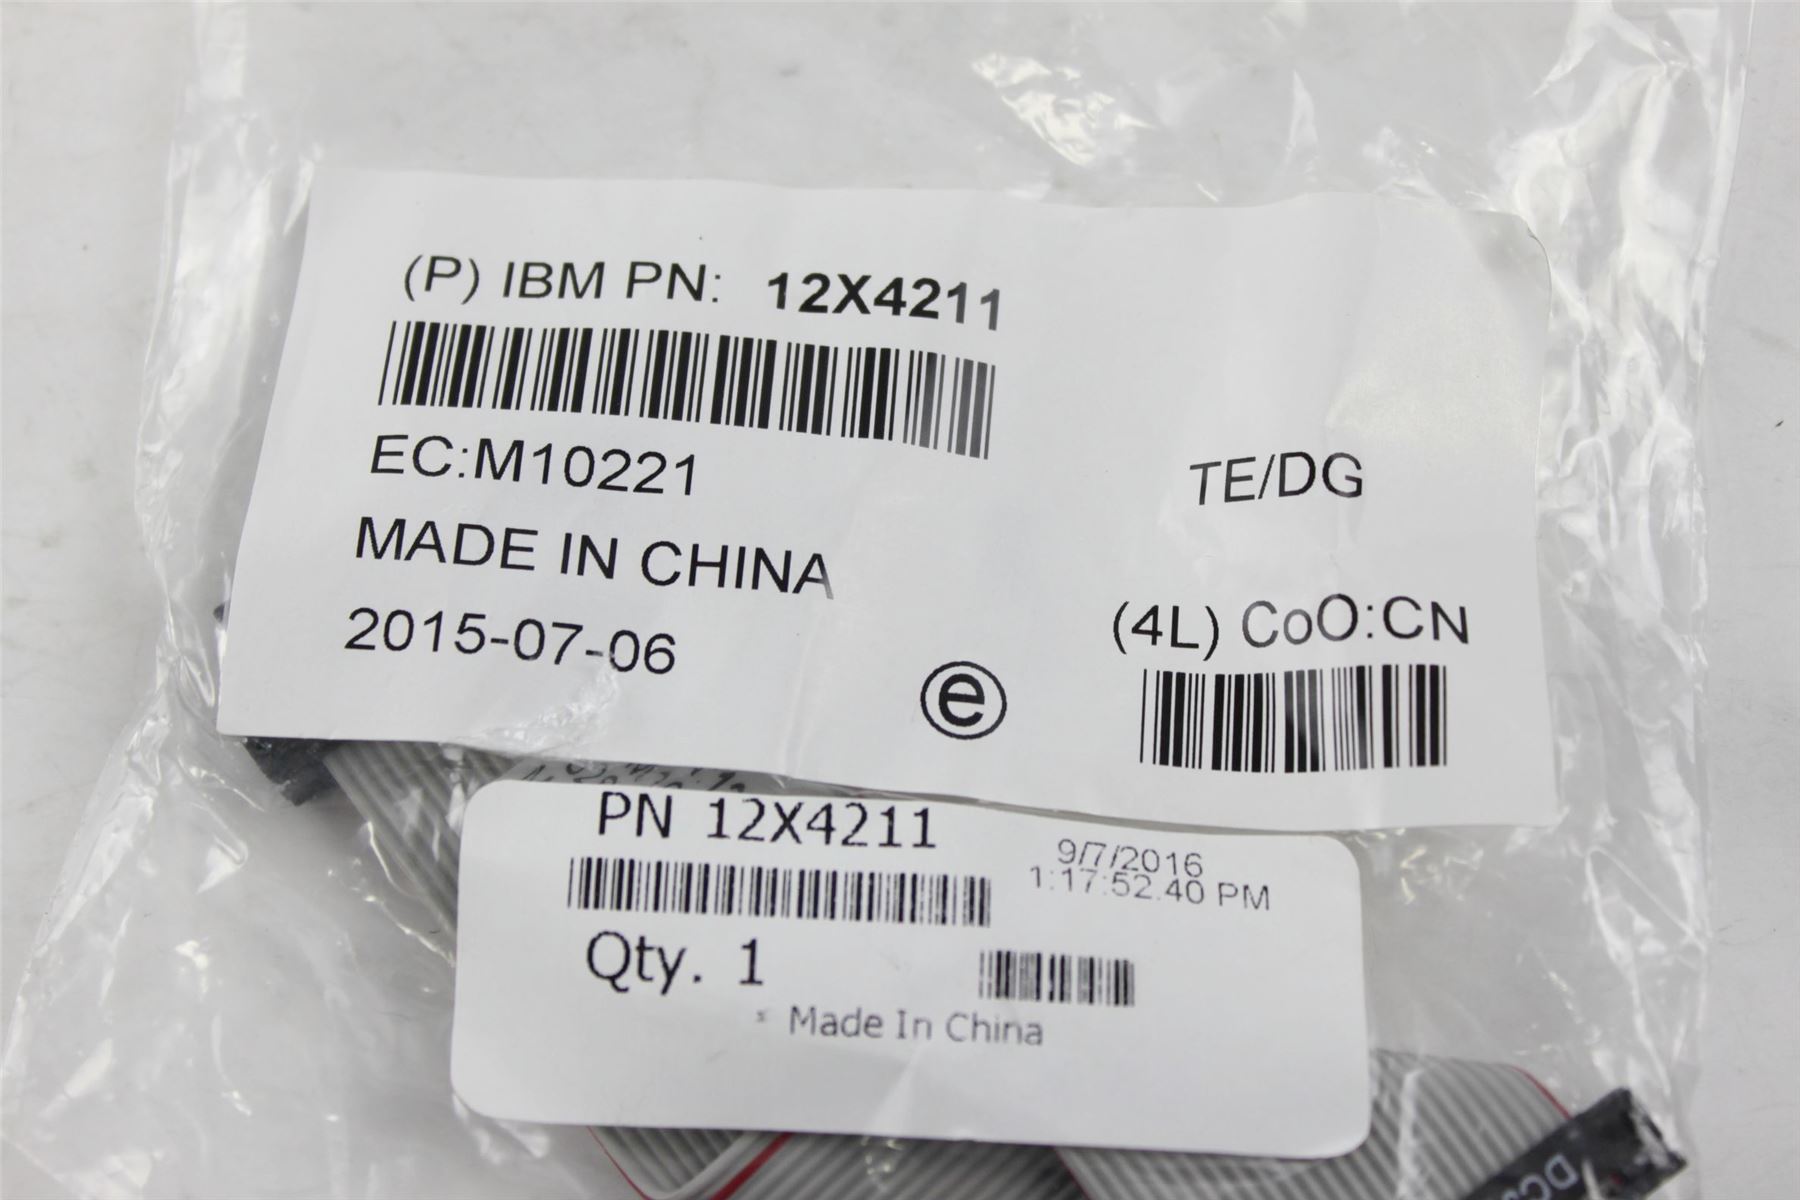 (P) IBM PN: 12X4211
EC:M10221
TE/DG
MADE IN CHINA
(4L) CoO:CN
2015-07-06
e
PN 12X4211
9/7/2016
1:17:52.40 PM
Qty. 1
Made In China